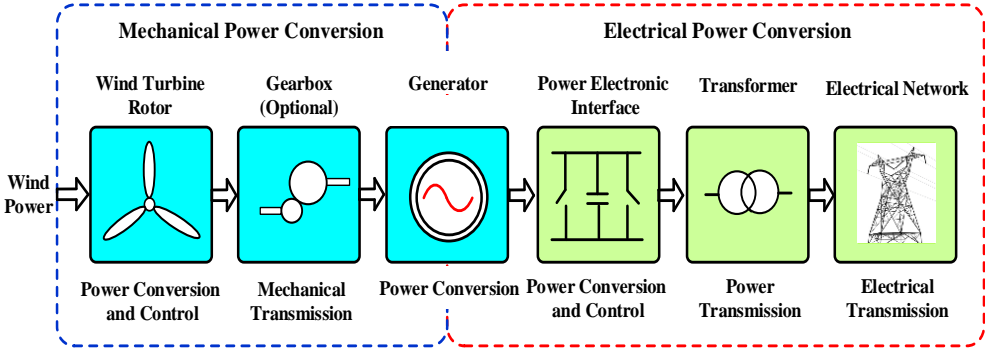 Mechanical Power Conversion
Electrical Power Conversion
Wind Turbine
Rotor
Gearbox
(Optional)
Generator
Power Electronic
Interface
Transformer
Electrical Network
Wind
Power
Power Conversion
and Control
Mechanical
Transmission
Power Conversion
Power Conversion
and Control
Power
Transmission
Electrical
Transmission